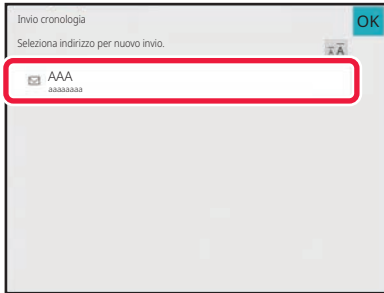 Invio cronologia
OK
Seleziona indirizzo per nuovo invio.
AAA
aaaaaaaa